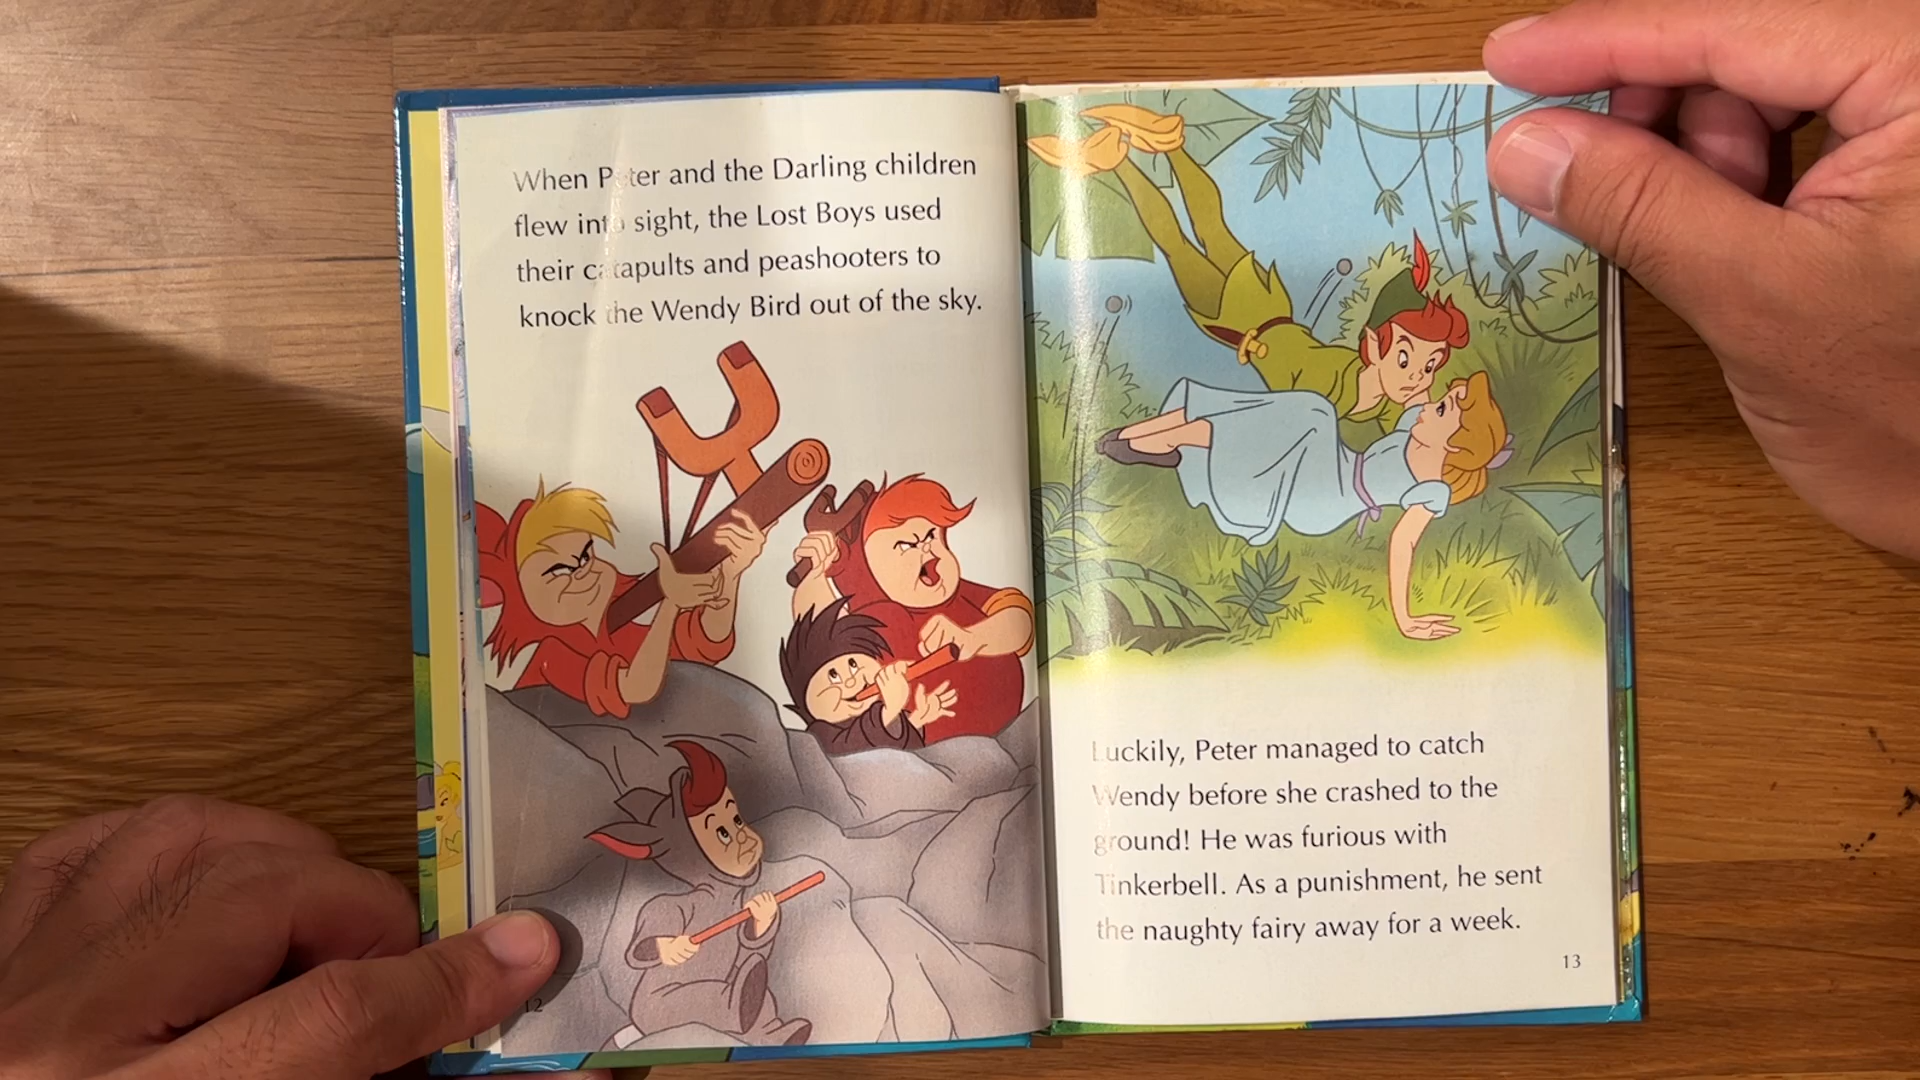 When Peter and the Darling children
flew into sight, the Lost Boys used
their catapults and peashooters to
knock the Wendy Bird out of the sky.
12
Luckily, Peter managed to catch
Wendy before she crashed to the
ground! He was furious with
Tinkerbell. As a punishment, he sent
the naughty fairy away for a week.
13